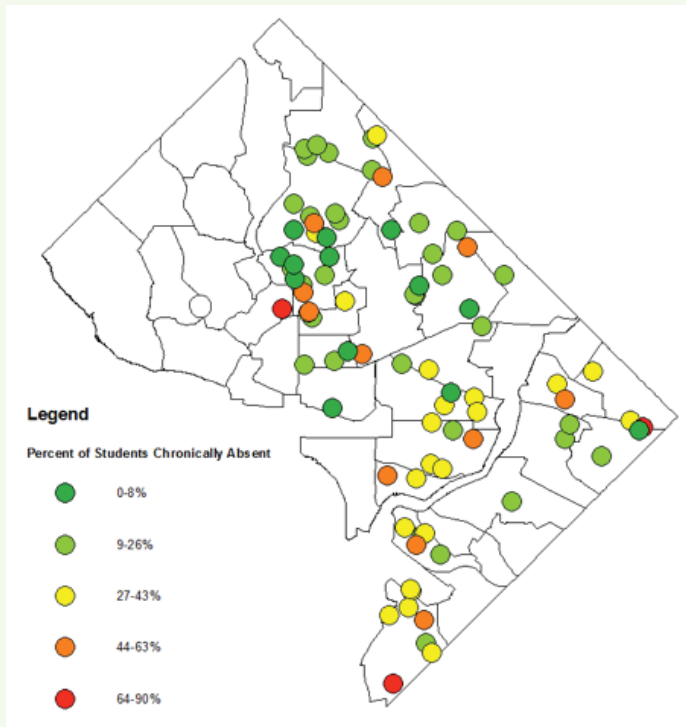 Legend
Percent of Students Chronically Absent
0-8%
9-26%
27-43%
44-63%
64-90%